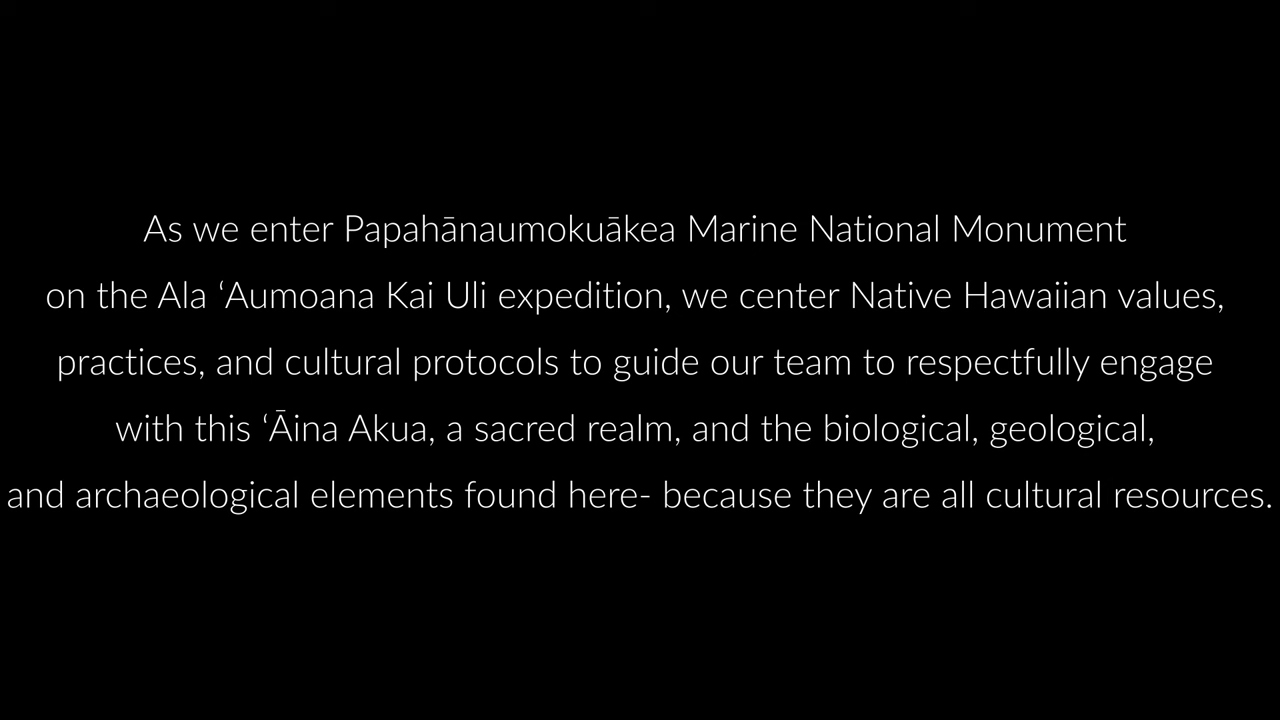 As we enter Papahānaumokuākea Marine National Monument
on the Ala ‘Aumoana Kai Uli expedition, we center Native Hawaiian values,
practices, and cultural protocols to guide our team to respectfully engage
with this ‘Āina Akua, a sacred realm, and the biological, geological,
and archaeological elements found here- because they are all cultural resources.